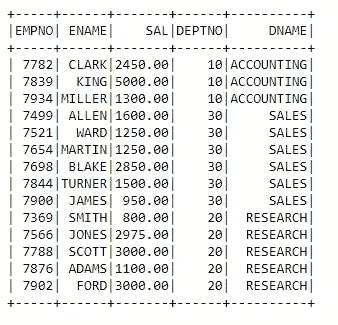 +-----+------+-------+------+----------+
|EMPNO| ENAME|    SAL|DEPTNO|     DNAME|
+-----+------+-------+------+----------+
| 7782| CLARK|2450.00|    10|ACCOUNTING|
| 7839|  KING|5000.00|    10|ACCOUNTING|
| 7934|MILLER|1300.00|    10|ACCOUNTING|
| 7499| ALLEN|1600.00|    30|     SALES|
| 7521|  WARD|1250.00|    30|     SALES|
| 7654|MARTIN|1250.00|    30|     SALES|
| 7698| BLAKE|2850.00|    30|     SALES|
| 7844|TURNER|1500.00|    30|     SALES|
| 7900| JAMES| 950.00|    30|     SALES|
| 7369| SMITH| 800.00|    20|  RESEARCH|
| 7566| JONES|2975.00|    20|  RESEARCH|
| 7788| SCOTT|3000.00|    20|  RESEARCH|
| 7876| ADAMS|1100.00|    20|  RESEARCH|
| 7902|  FORD|3000.00|    20|  RESEARCH|
+-----+------+-------+------+----------+